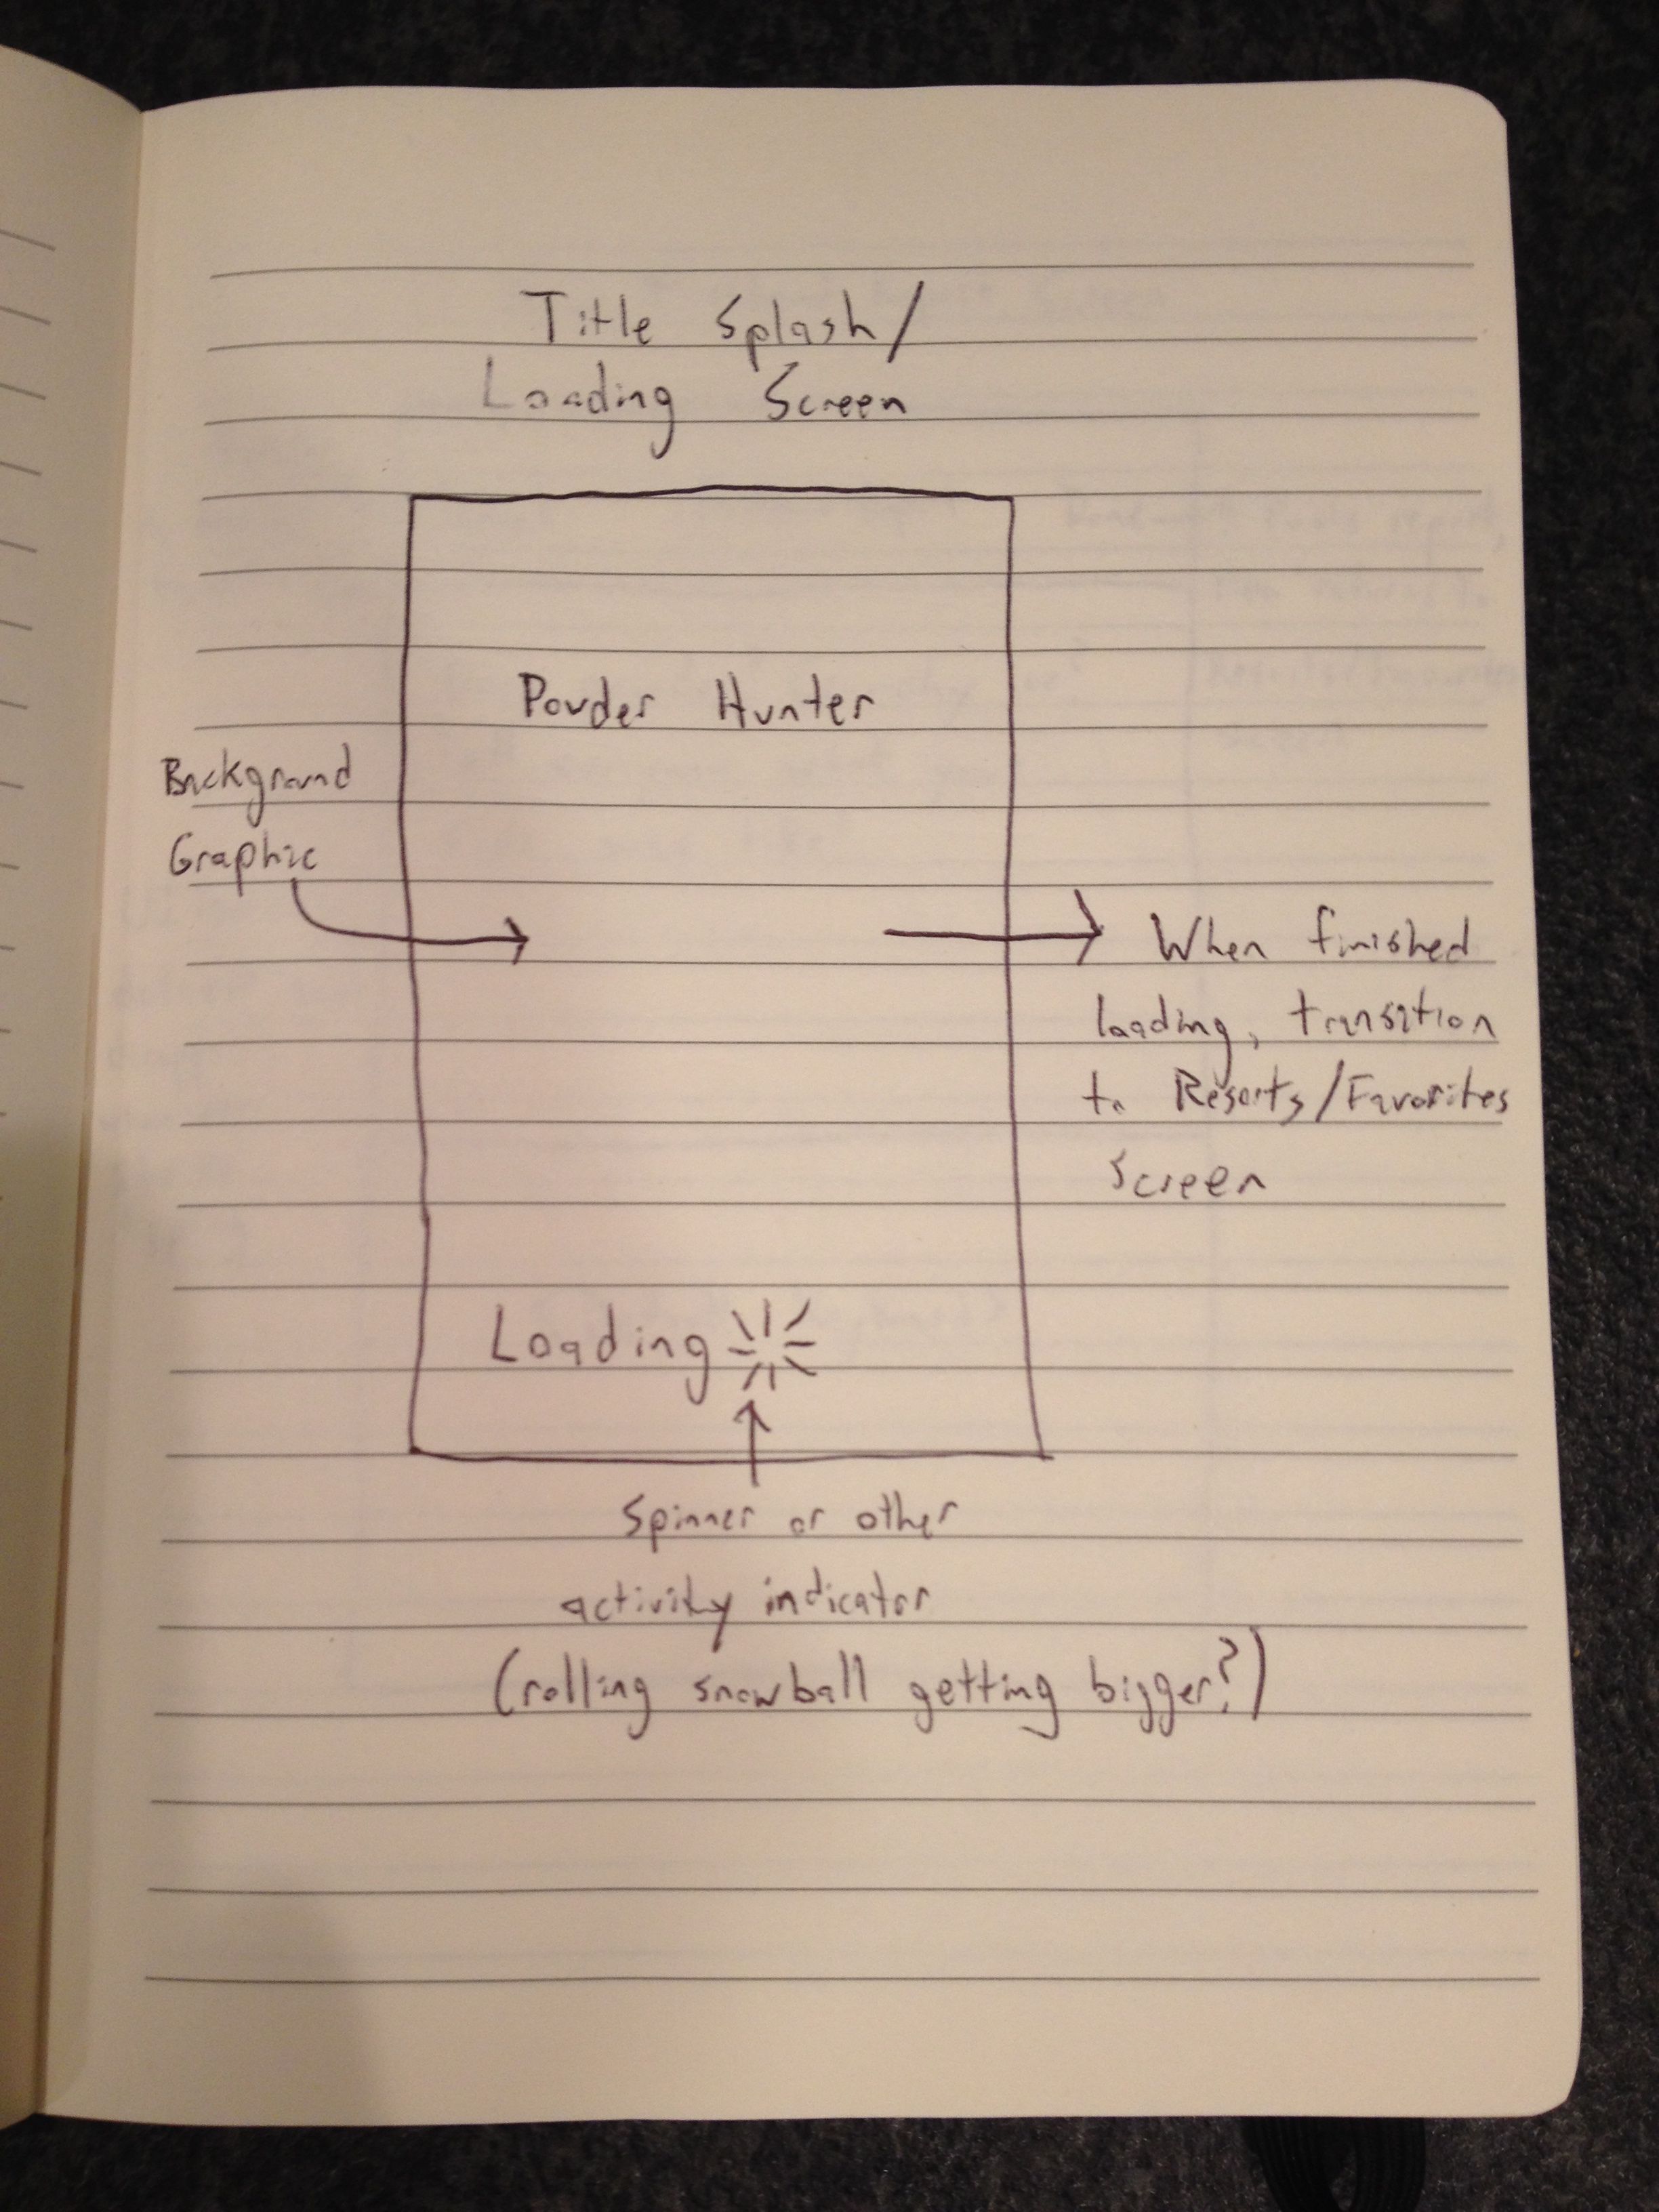 Title Splash/
Loading Screen
Powder Hunter
Background
Graphic
When finished
loading, transition
to Resorts/Favorites
Screen
Loading
Spinner or other
activity indicator
(rolling snowball getting bigger?)